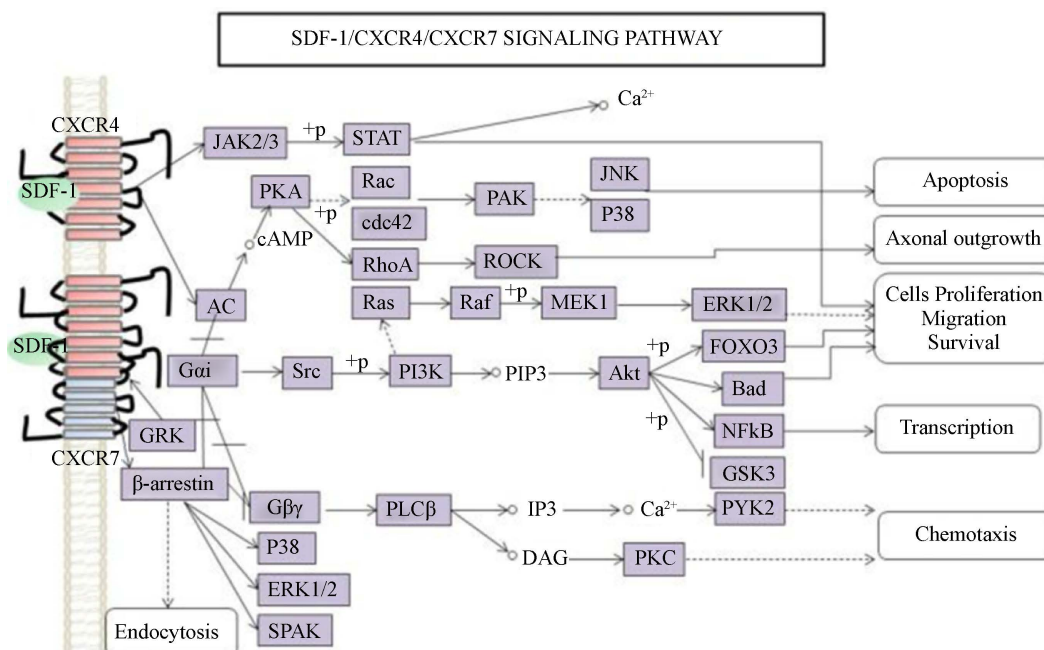 SDF-1/CXCR4/CXCR7 SIGNALING PATHWAY
CXCR4
SDF-1
JAK2/3
+p
STAT
Ca²⁺
PKA
+p
Rac
cdc42
PAK
JNK
P38
Apoptosis
cAMP
RhoA
ROCK
Axonal outgrowth
AC
Ras
Raf
+p
MEK1
ERK1/2
Cells Proliferation
Migration
Survival
SDF-1
Gαi
Src
+p
PI3K
PIP3
Akt
+p
FOXO3
Bad
+p
NFkB
Transcription
GSK3
GRK
CXCR7
β-arrestin
Gβγ
PLCβ
IP3
Ca²⁺
PYK2
Chemotaxis
P38
DAG
PKC
ERK1/2
SPAK
Endocytosis